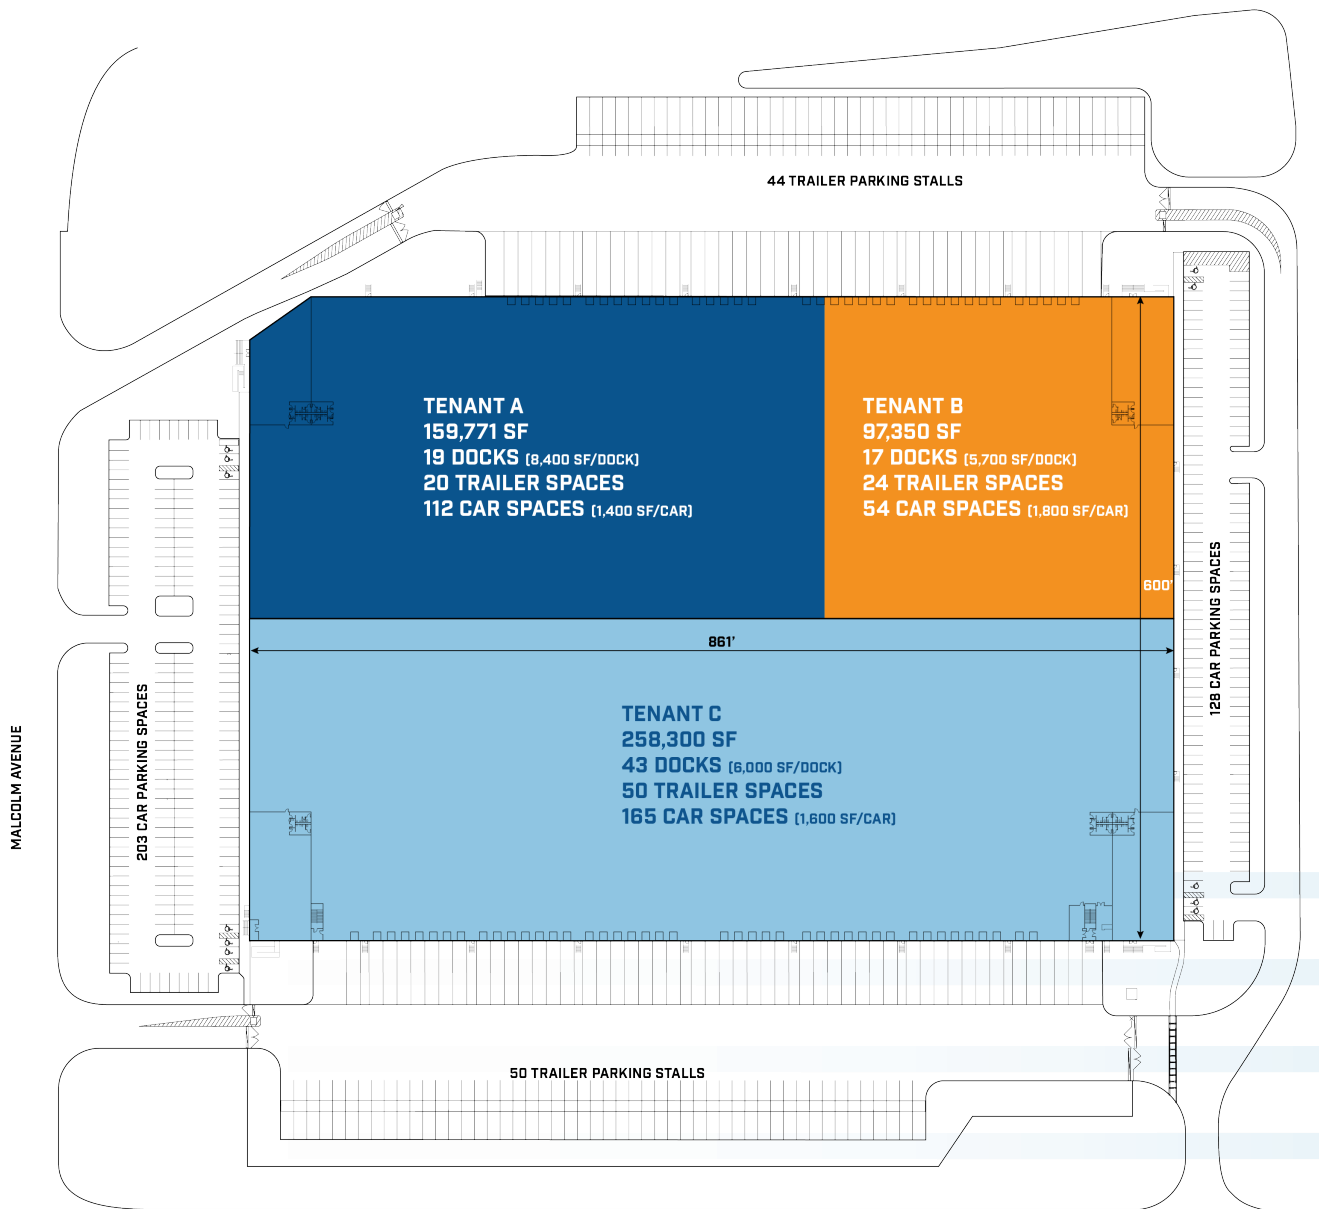 44 TRAILER PARKING STALLS
TENANT A
159,771 SF
19 DOCKS (8,400 SF/DOCK)
20 TRAILER SPACES
112 CAR SPACES (1,400 SF/CAR)
TENANT B
97,350 SF
17 DOCKS (5,700 SF/DOCK)
24 TRAILER SPACES
54 CAR SPACES (1,800 SF/CAR)
600'
128 CAR PARKING SPACES
861'
TENANT C
258,300 SF
43 DOCKS (6,000 SF/DOCK)
50 TRAILER SPACES
165 CAR SPACES (1,600 SF/CAR)
203 CAR PARKING SPACES
MALCOLM AVENUE
50 TRAILER PARKING STALLS